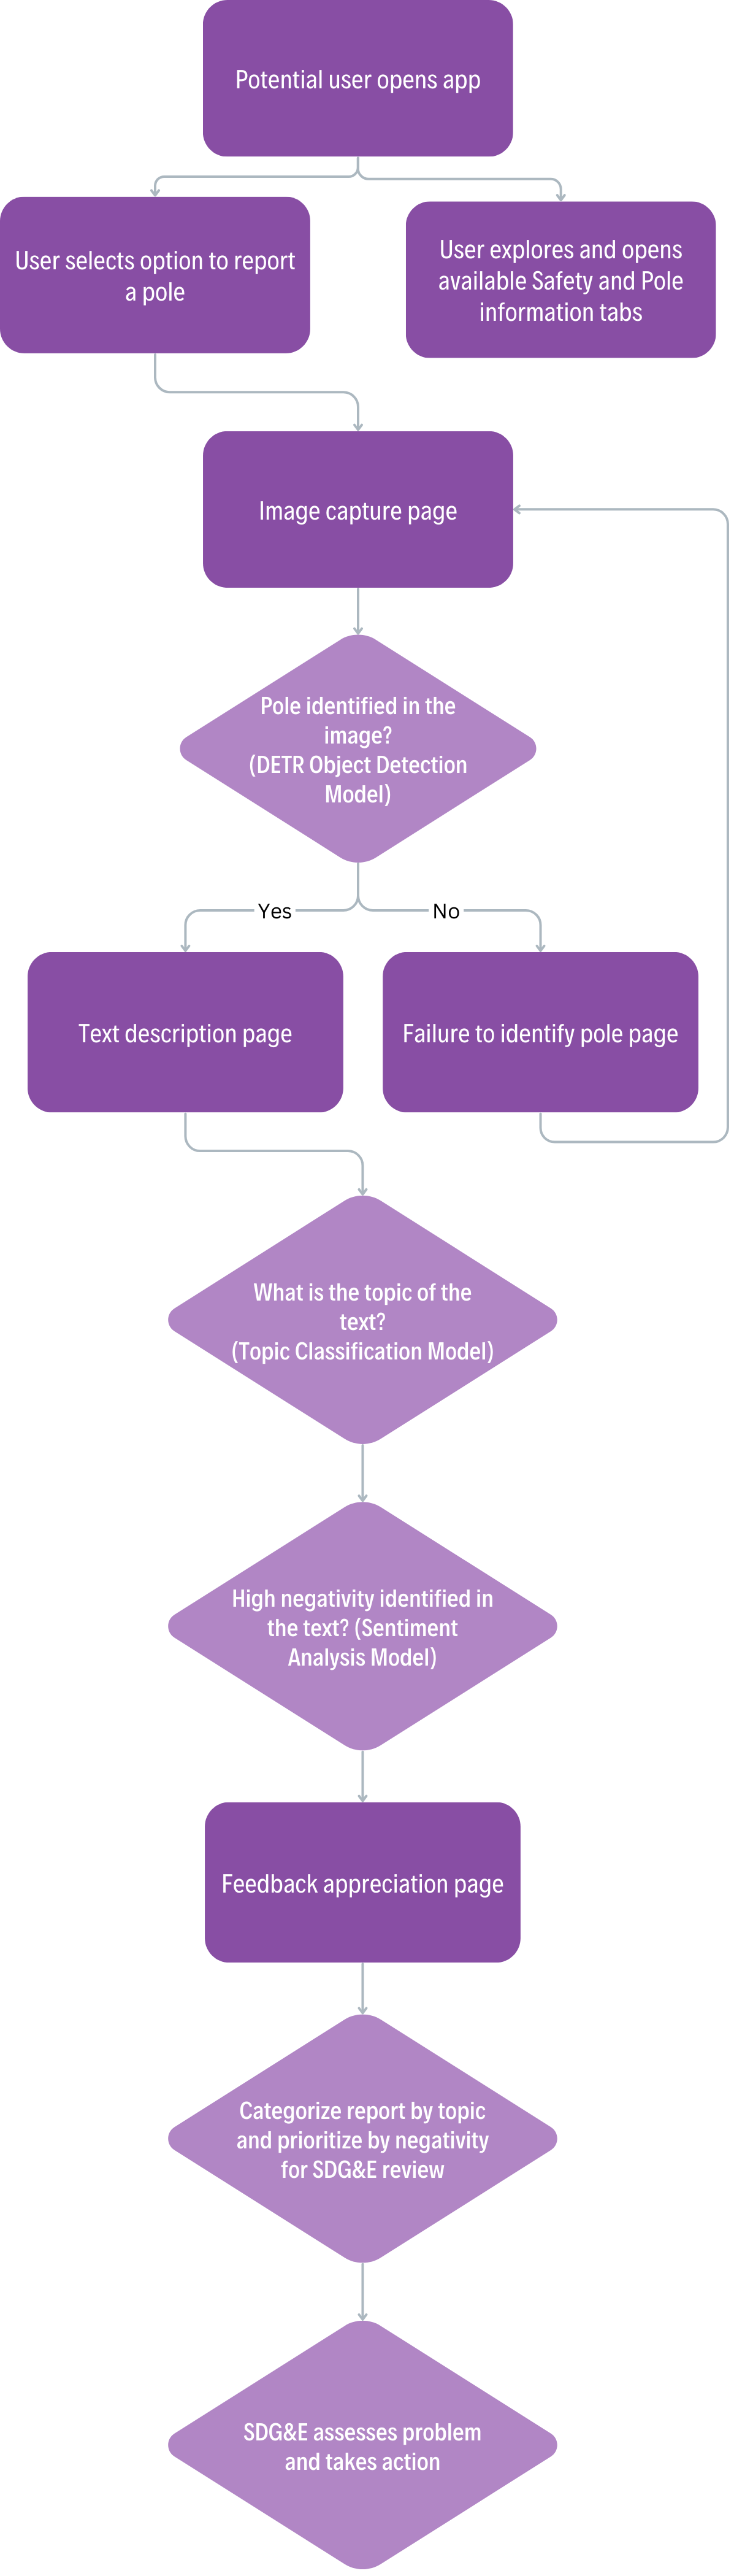 Potential user opens app
User selects option to report
a pole
User explores and opens
available Safety and Pole
information tabs
Image capture page
Pole identified in the
image?
(DETR Object Detection
Model)
Yes
No
Text description page
Failure to identify pole page
What is the topic of the
text?
(Topic Classification Model)
High negativity identified in
the text? (Sentiment
Analysis Model)
Feedback appreciation page
Categorize report by topic
and prioritize by negativity
for SDG&E review
SDG&E assesses problem
and takes action